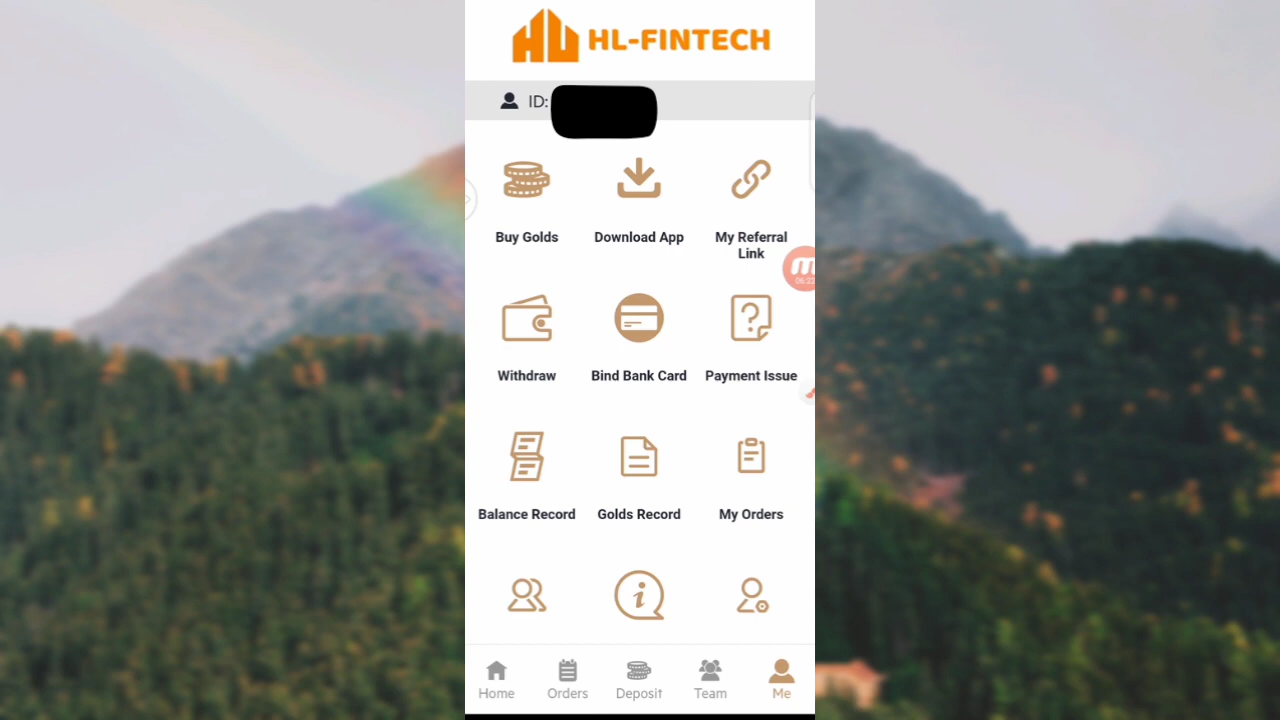 HL-FINTECH
ID:
Buy Golds
Download App
My Referral
Link
Withdraw
Bind Bank Card
Payment Issue
Balance Record
Golds Record
My Orders
Home
Orders
Deposit
Team
Me